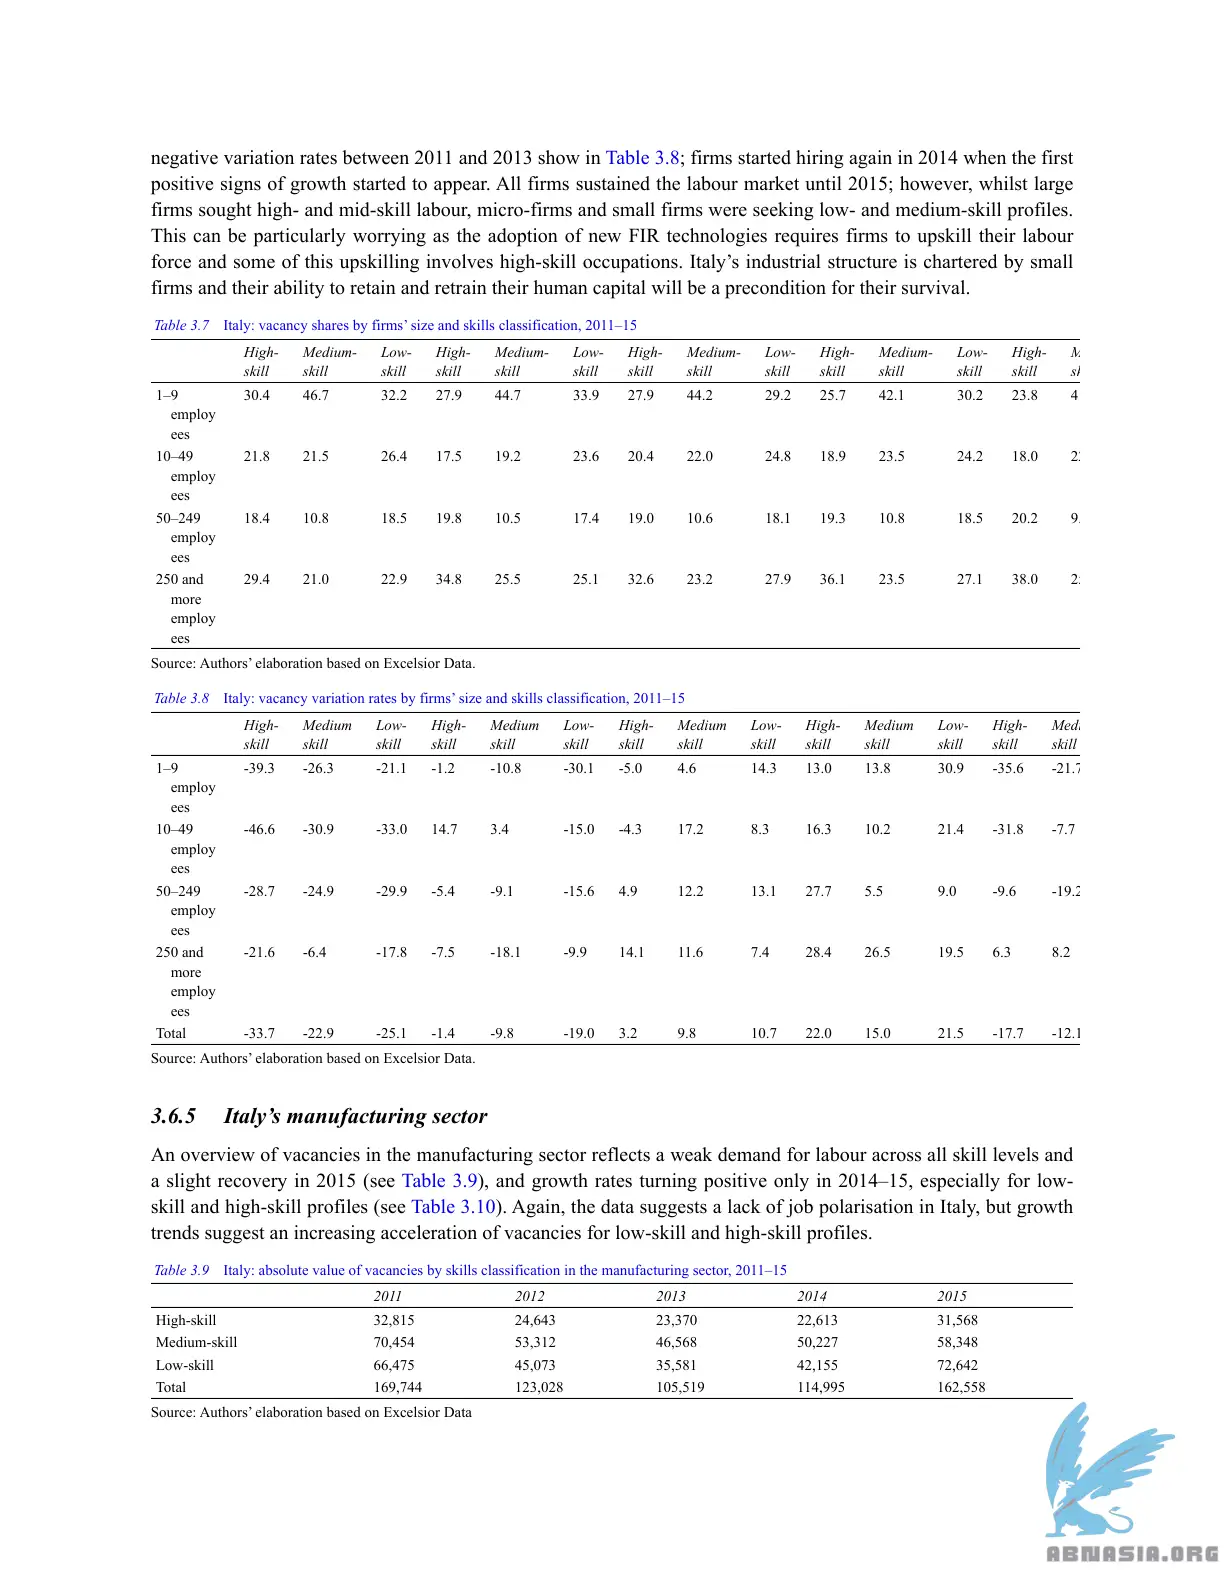 negative variation rates between 2011 and 2013 show in Table 3.8; firms started hiring again in 2014 when the first
positive signs of growth started to appear. All firms sustained the labour market until 2015; however, whilst large
firms sought high- and mid-skill labour, micro-firms and small firms were seeking low- and medium-skill profiles.
This can be particularly worrying as the adoption of new FIR technologies requires firms to upskill their labour
force and some of this upskilling involves high-skill occupations. Italy’s industrial structure is chartered by small
firms and their ability to retain and retrain their human capital will be a precondition for their survival.
Table 3.7 Italy: vacancy shares by firms’ size and skills classification, 2011–15
High- Medium- Low- High- Medium- Low- High- Medium- Low- High- Medium- Low- High-
skill skill skill skill skill skill skill skill skill skill skill skill skill
1–9 30.4 46.7 32.2 27.9 44.7 33.9 27.9 44.2 29.2 25.7 42.1 30.2 23.8
employ
ees
10–49 21.8 21.5 26.4 17.5 19.2 23.6 20.4 22.0 24.8 18.9 23.5 24.2 18.0
employ
ees
50–249 18.4 10.8 18.5 19.8 10.5 17.4 19.0 10.6 18.1 19.3 10.8 18.5 20.2
employ
ees
250 and 29.4 21.0 22.9 34.8 25.5 25.1 32.6 23.2 27.9 36.1 23.5 27.1 38.0
more
employ
ees
Source: Authors’ elaboration based on Excelsior Data.
Table 3.8 Italy: vacancy variation rates by firms’ size and skills classification, 2011–15
High- Medium Low- High- Medium Low- High- Medium Low- High- Medium Low- High-
skill skill skill skill skill skill skill skill skill skill skill skill skill skill
1–9 -39.3 -26.3 -21.1 -1.2 -10.8 -30.1 -5.0 4.6 14.3 13.0 13.8 30.9 -35.6 -21.7
employ
ees
10–49 -46.6 -30.9 -33.0 14.7 3.4 -15.0 -4.3 17.2 8.3 16.3 10.2 21.4 -31.8 -7.7
employ
ees
50–249 -28.7 -24.9 -29.9 -5.4 -9.1 -15.6 4.9 12.2 13.1 27.7 5.5 9.0 -9.6 -19.2
employ
ees
250 and -21.6 -6.4 -17.8 -7.5 -18.1 -9.9 14.1 11.6 7.4 28.4 26.5 19.5 6.3 8.2
more
employ
ees
Total -33.7 -22.9 -25.1 -1.4 -9.8 -19.0 3.2 9.8 10.7 22.0 15.0 21.5 -17.7 -12.1
Source: Authors’ elaboration based on Excelsior Data.
3.6.5 Italy’s manufacturing sector
An overview of vacancies in the manufacturing sector reflects a weak demand for labour across all skill levels and
a slight recovery in 2015 (see Table 3.9), and growth rates turning positive only in 2014–15, especially for low-
skill and high-skill profiles (see Table 3.10). Again, the data suggests a lack of job polarisation in Italy, but growth
trends suggest an increasing acceleration of vacancies for low-skill and high-skill profiles.
Table 3.9 Italy: absolute value of vacancies by skills classification in the manufacturing sector, 2011–15
2011 2012 2013 2014 2015
High-skill 32,815 24,643 23,370 22,613 31,568
Medium-skill 70,454 53,312 46,568 50,227 58,348
Low-skill 66,475 45,073 35,581 42,155 72,642
Total 169,744 123,028 105,519 114,995 162,558
Source: Authors’ elaboration based on Excelsior Data
ABNASIA.ORG